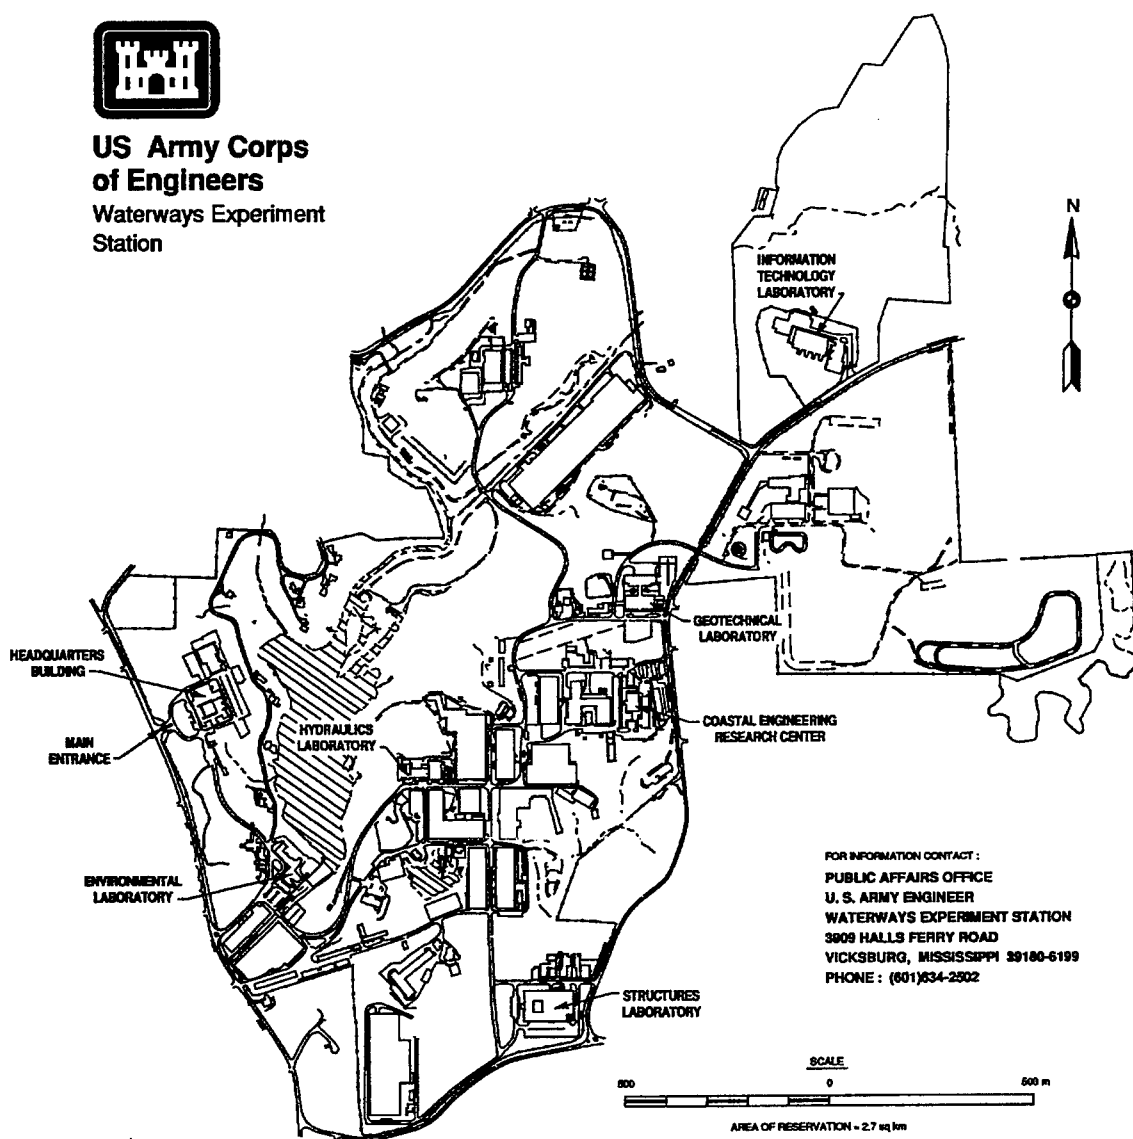 US Army Corps
of Engineers
Waterways Experiment
Station
N
INFORMATION
TECHNOLOGY
LABORATORY
GEOTECHNICAL
LABORATORY
HEADQUARTERS
BUILDING
MAIN
ENTRANCE
HYDRAULICS
LABORATORY
COASTAL ENGINEERING
RESEARCH CENTER
ENVIRONMENTAL
LABORATORY
STRUCTURES
LABORATORY
FOR INFORMATION CONTACT :
PUBLIC AFFAIRS OFFICE
U. S. ARMY ENGINEER
WATERWAYS EXPERIMENT STATION
3909 HALLS FERRY ROAD
VICKSBURG, MISSISSIPPI 39180-6199
PHONE : (601)634-2502
SCALE
500 0 500 m
AREA OF RESERVATION = 2.7 sq km